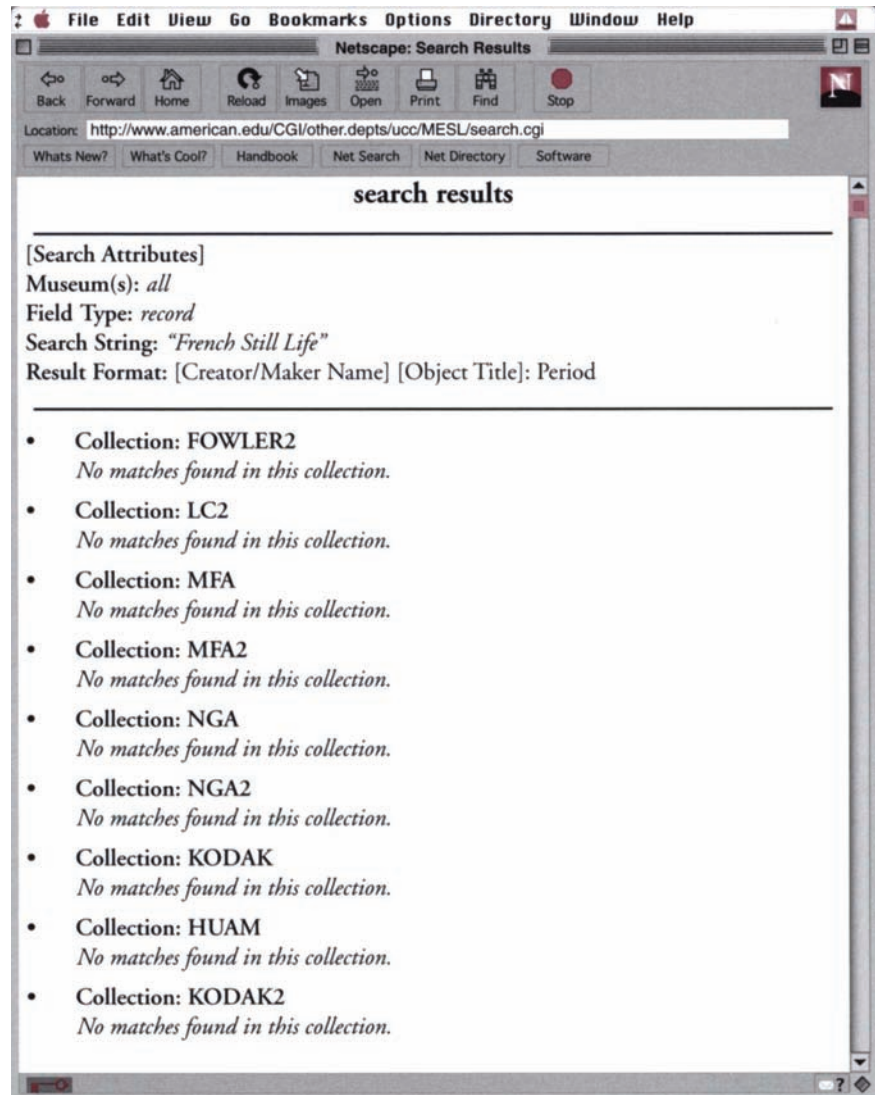 File Edit View Go Bookmarks Options Directory Window Help
Netscape: Search Results
Back Forward Home Reload Images Open Print Find Stop
N
Location: http://www.american.edu/CGI/other.depts/ucc/MESL/search.cgi
Whats New? What's Cool? Handbook Net Search Net Directory Software
search results
[Search Attributes]
Museum(s): all
Field Type: record
Search String: “French Still Life”
Result Format: [Creator/Maker Name] [Object Title]: Period
• Collection: FOWLER2
No matches found in this collection.
• Collection: LC2
No matches found in this collection.
• Collection: MFA
No matches found in this collection.
• Collection: MFA2
No matches found in this collection.
• Collection: NGA
No matches found in this collection.
• Collection: NGA2
No matches found in this collection.
• Collection: KODAK
No matches found in this collection.
• Collection: HUAM
No matches found in this collection.
• Collection: KODAK2
No matches found in this collection.
?